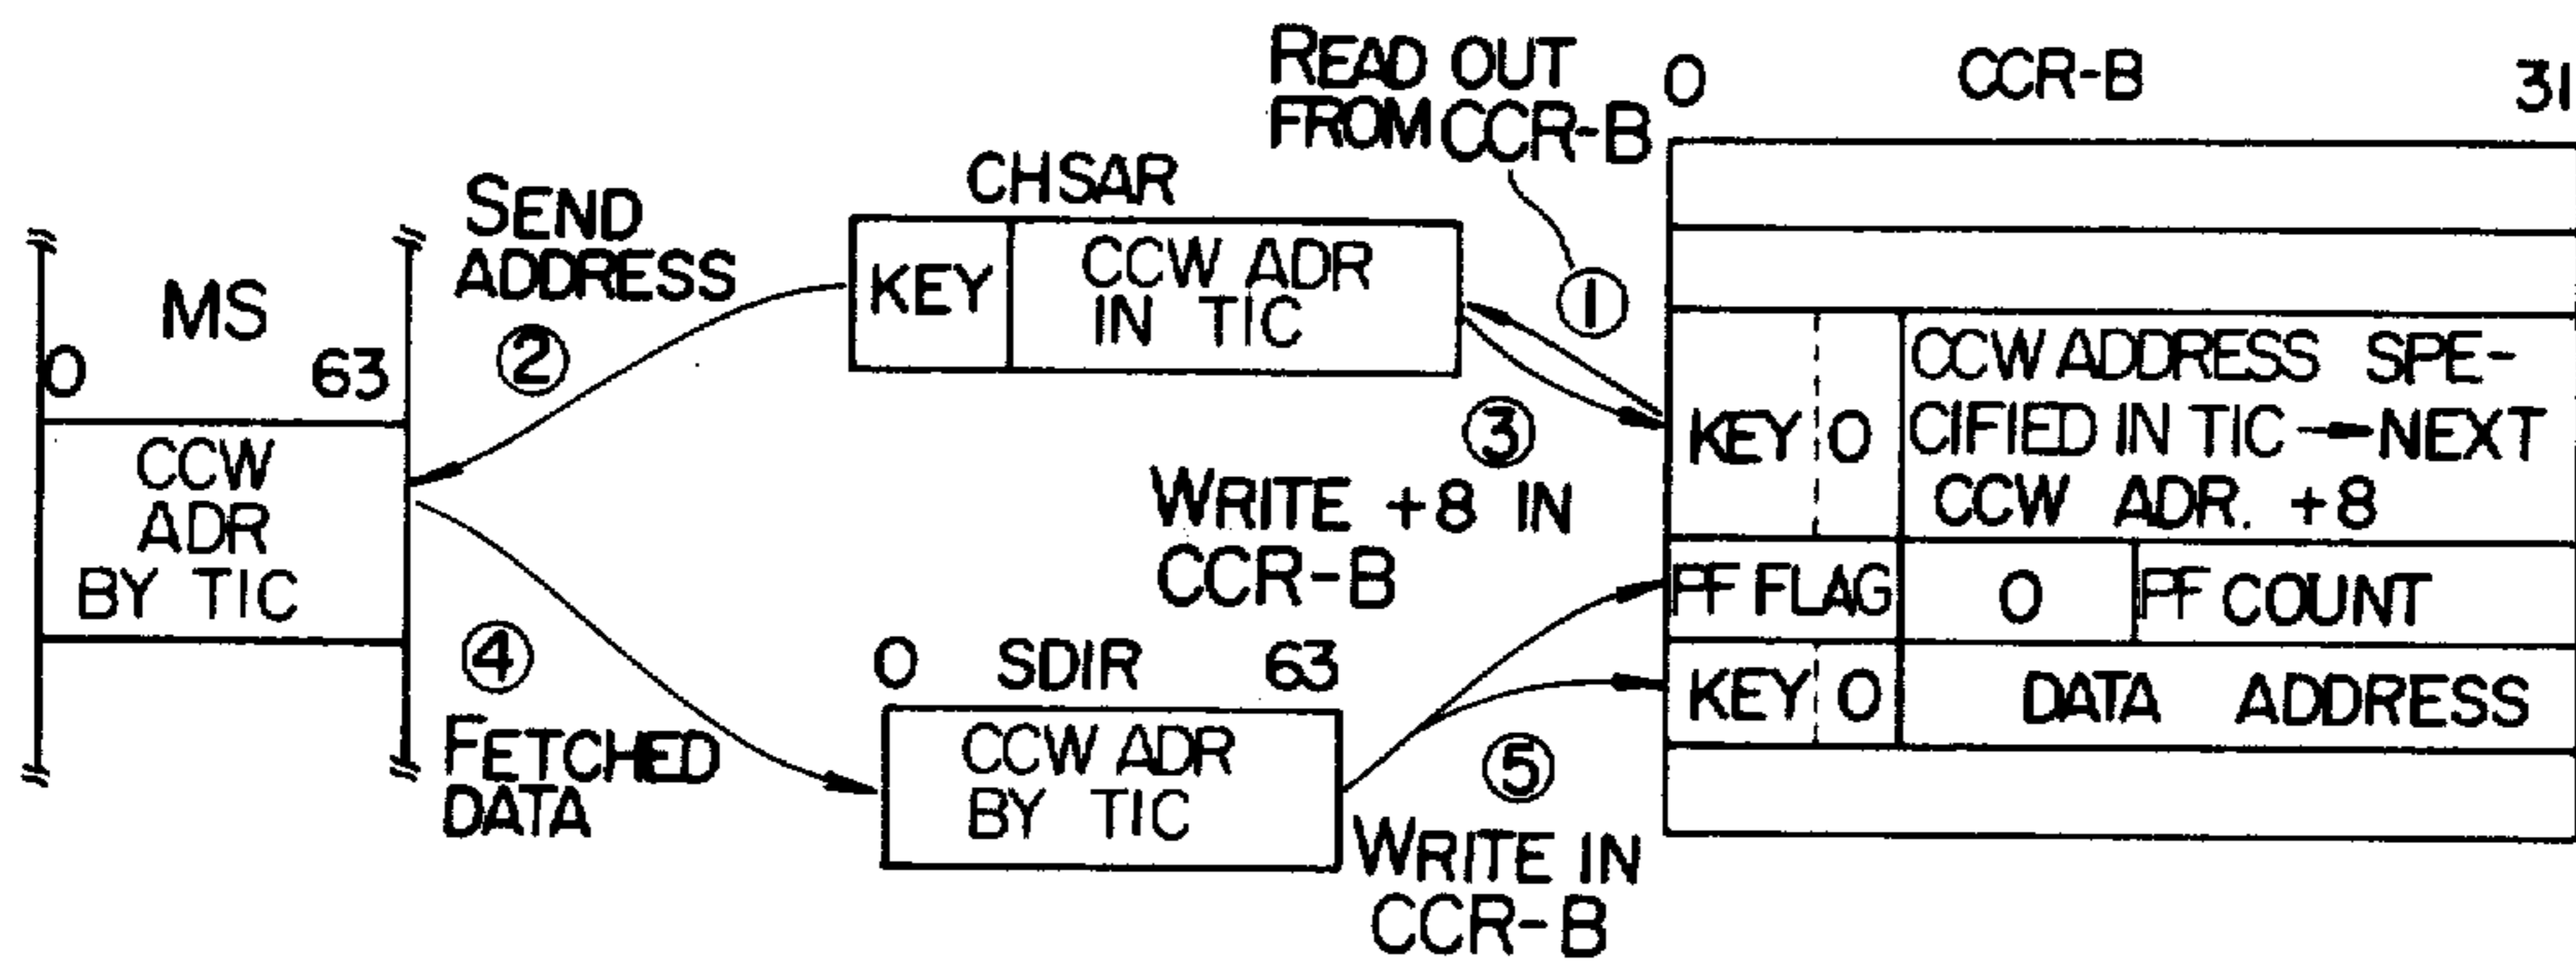 READ OUT
FROM CCR-B
0 CCR-B 31
CHSAR
SEND
ADDRESS
②
MS
0 63
CCW
ADR
BY TIC
KEY
CCW ADR
IN TIC
①
③
WRITE +8 IN
CCR-B
KEY 0
CCW ADDRESS SPE-
CIFIED IN TIC → NEXT
CCW ADR. +8
PF FLAG 0 PF COUNT
KEY 0 DATA ADDRESS
④
FETCHED
DATA
0 SDIR 63
CCW ADR
BY TIC
⑤
WRITE IN
CCR-B